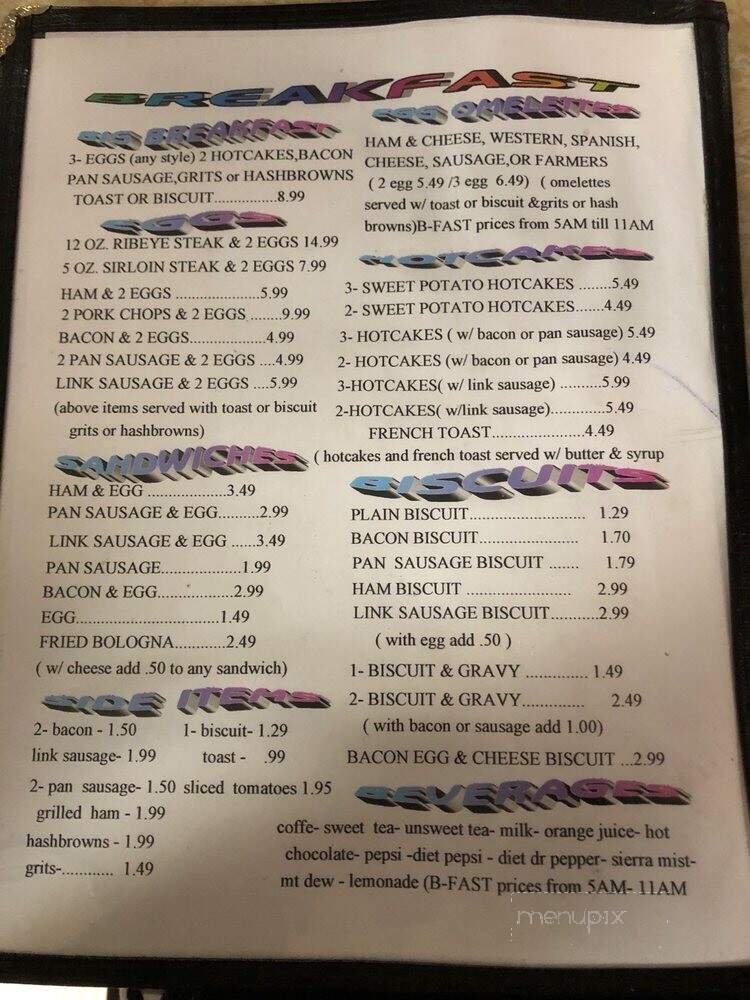 BREAKFAST
BIG BREAKFAST
3- EGGS (any style) 2 HOTCAKES,BACON
PAN SAUSAGE,GRITS or HASHBROWNS
TOAST OR BISCUIT...............8.99
EGGS
12 OZ. RIBEYE STEAK & 2 EGGS 14.99
5 OZ. SIRLOIN STEAK & 2 EGGS 7.99
HAM & 2 EGGS ....................5.99
2 PORK CHOPS & 2 EGGS ........9.99
BACON & 2 EGGS..................4.99
2 PAN SAUSAGE & 2 EGGS ....4.99
LINK SAUSAGE & 2 EGGS ....5.99
(above items served with toast or biscuit
grits or hashbrowns)
SANDWICHES
HAM & EGG ...................3.49
PAN SAUSAGE & EGG.........2.99
LINK SAUSAGE & EGG ......3.49
PAN SAUSAGE...................1.99
BACON & EGG..................2.99
EGG..................................1.49
FRIED BOLOGNA............2.49
( w/ cheese add .50 to any sandwich)
SIDE ITEMS
2- bacon - 1.50 1- biscuit- 1.29
link sausage- 1.99 toast - .99
2- pan sausage- 1.50 sliced tomatoes 1.95
grilled ham - 1.99
hashbrowns - 1.99
grits-............ 1.49
EGG OMELETTES
HAM & CHEESE, WESTERN, SPANISH,
CHEESE, SAUSAGE,OR FARMERS
( 2 egg 5.49 /3 egg 6.49) ( omelettes
served w/ toast or biscuit &grits or hash
browns)B-FAST prices from 5AM till 11AM
HOTCAKES
3- SWEET POTATO HOTCAKES ........5.49
2- SWEET POTATO HOTCAKES.......4.49
3- HOTCAKES ( w/ bacon or pan sausage) 5.49
2- HOTCAKES (w/ bacon or pan sausage) 4.49
3-HOTCAKES( w/ link sausage) ..........5.99
2-HOTCAKES( w/link sausage).............5.49
FRENCH TOAST......................4.49
( hotcakes and french toast served w/ butter & syrup
BISCUITS
PLAIN BISCUIT............................ 1.29
BACON BISCUIT........................ 1.70
PAN SAUSAGE BISCUIT ....... 1.79
HAM BISCUIT ......................... 2.99
LINK SAUSAGE BISCUIT...........2.99
( with egg add .50 )
1- BISCUIT & GRAVY .............. 1.49
2- BISCUIT & GRAVY............... 2.49
( with bacon or sausage add 1.00)
BACON EGG & CHEESE BISCUIT ...2.99
BEVERAGES
coffe- sweet tea- unsweet tea- milk- orange juice- hot
chocolate- pepsi -diet pepsi - diet dr pepper- sierra mist-
mt dew - lemonade (B-FAST prices from 5AM- 11AM
menupix